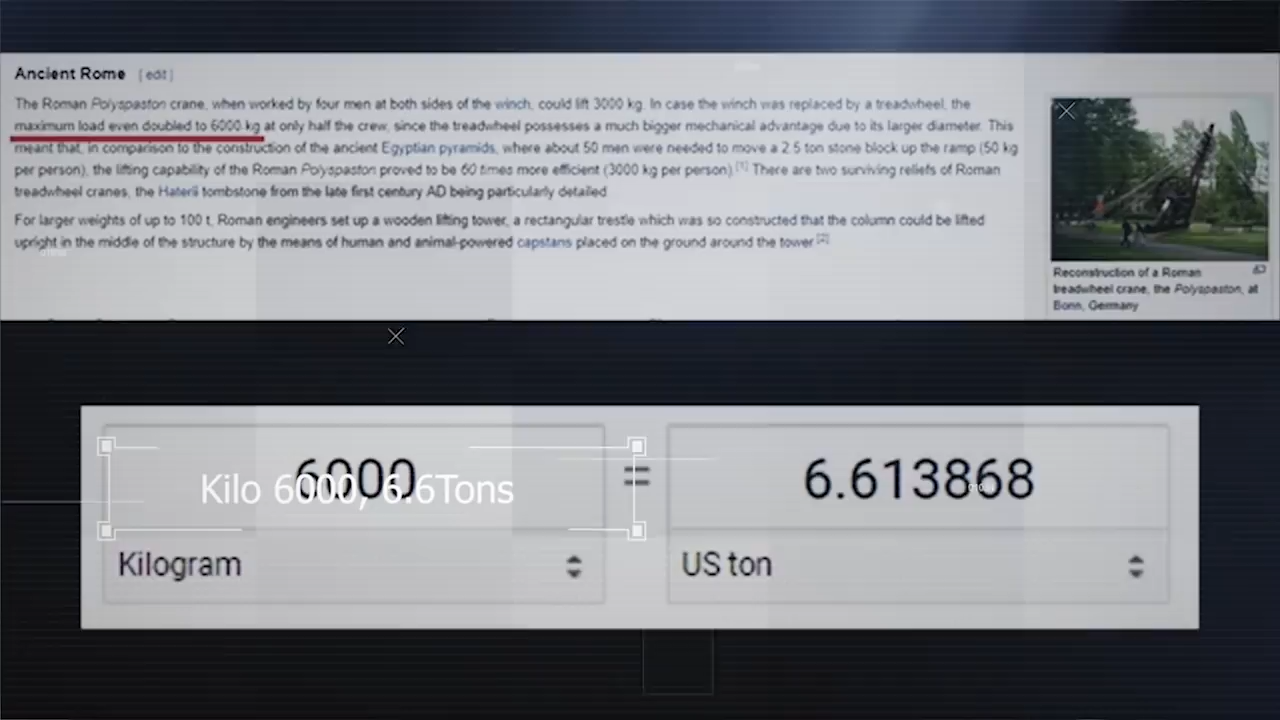 Ancient Rome [edit]
The Roman Polyspaston crane, when worked by four men at both sides of the winch, could lift 3000 kg. In case the winch was replaced by a treadwheel, the
maximum load even doubled to 6000 kg at only half the crew, since the treadwheel possesses a much bigger mechanical advantage due to its larger diameter. This
meant that, in comparison to the construction of the ancient Egyptian pyramids, where about 50 men were needed to move a 2.5 ton stone block up the ramp (50 kg
per person), the lifting capability of the Roman Polyspaston proved to be 60 times more efficient (3000 kg per person).[1] There are two surviving reliefs of Roman
treadwheel cranes, the Haterii tombstone from the late first century AD being particularly detailed.
For larger weights of up to 100 t, Roman engineers set up a wooden lifting tower, a rectangular trestle which was so constructed that the column could be lifted
upright in the middle of the structure by the means of human and animal-powered capstans placed on the ground around the tower.[2]
Reconstruction of a Roman
treadwheel crane, the Polyspaston, at
Bonn, Germany
6000 = 6.613868
Kilo 6000, 6.6Tons
Kilogram US ton